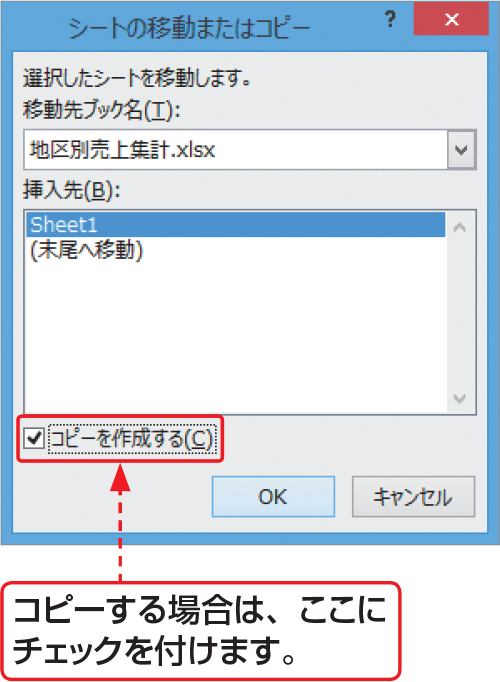 シートの移動またはコピー ?
選択したシートを移動します。
移動先ブック名(T):
地区別売上集計.xlsx
挿入先(B):
Sheet1
(末尾へ移動)
コピーを作成する(C)
OK キャンセル
コピーする場合は、ここに
チェックを付けます。